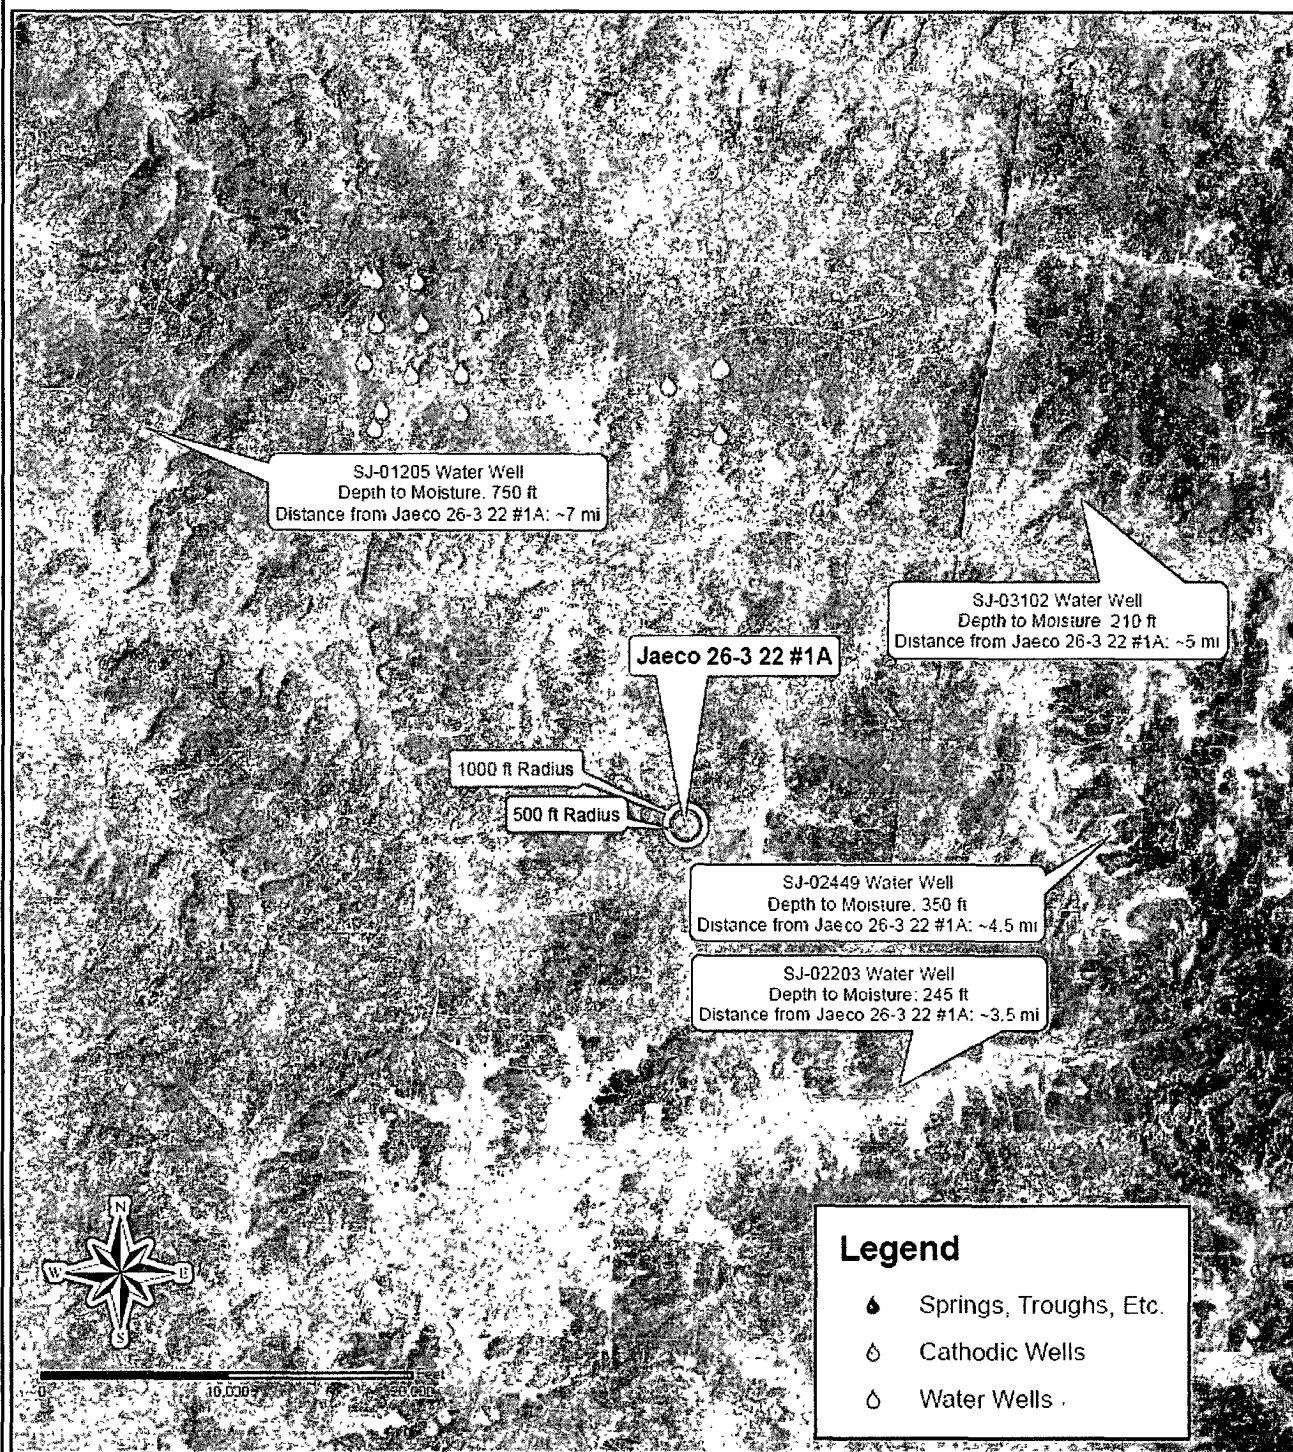 SJ-01205 Water Well
Depth to Moisture. 750 ft
Distance from Jaeco 26-3 22 #1A: ~7 mi
SJ-03102 Water Well
Depth to Moisture 210 ft
Distance from Jaeco 26-3 22 #1A: ~5 mi
Jaeco 26-3 22 #1A
1000 ft Radius
500 ft Radius
SJ-02449 Water Well
Depth to Moisture. 350 ft
Distance from Jaeco 26-3 22 #1A: ~4.5 mi
SJ-02203 Water Well
Depth to Moisture: 245 ft
Distance from Jaeco 26-3 22 #1A: ~3.5 mi
N
W
E
S
Feet
0
10,000
20,000
Legend
Springs, Troughs, Etc.
Cathodic Wells
Water Wells